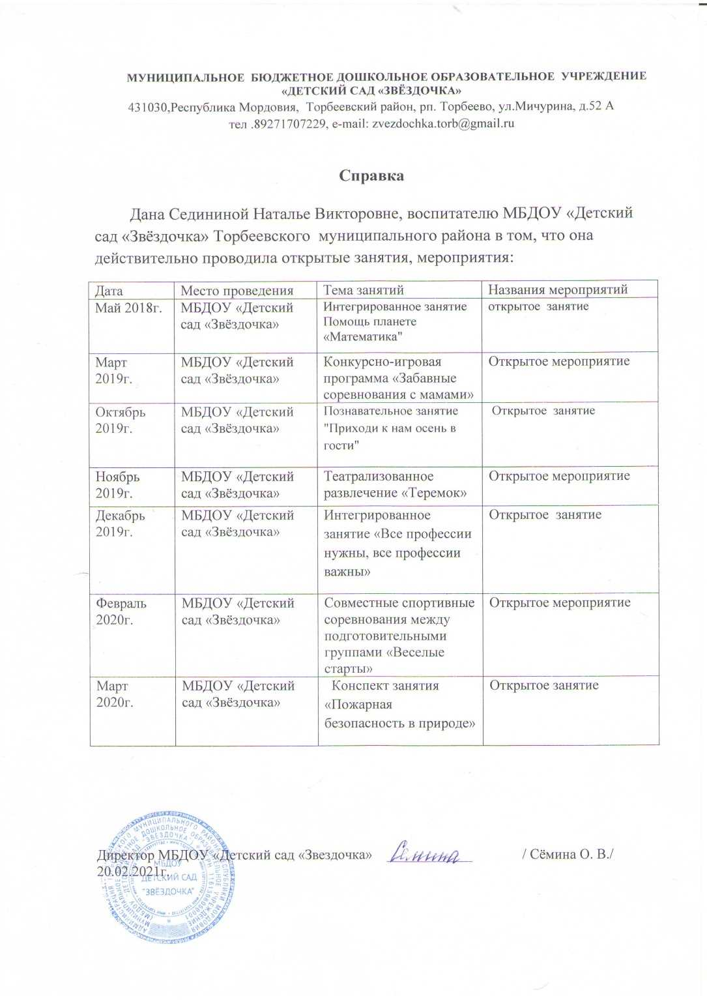 МУНИЦИПАЛЬНОЕ БЮДЖЕТНОЕ ДОШКОЛЬНОЕ ОБРАЗОВАТЕЛЬНОЕ УЧРЕЖДЕНИЕ
«ДЕТСКИЙ САД «ЗВЁЗДОЧКА»
431030,Республика Мордовия, Торбеевский район, рп. Торбеево, ул.Мичурина, д.52 А
тел .89271707229, e-mail: zvezdochka.torb@gmail.ru
Справка
Дана Седининой Наталье Викторовне, воспитателю МБДОУ «Детский
сад «Звёздочка» Торбеевского муниципального района в том, что она
действительно проводила открытые занятия, мероприятия:
Дата Место проведения Тема занятий Названия мероприятий
Май 2018г. МБДОУ «Детский Интегрированное занятие открытое занятие
сад «Звёздочка» Помощь планете
«Математика"
Март МБДОУ «Детский Конкурсно-игровая Открытое мероприятие
2019г. сад «Звёздочка» программа «Забавные
соревнования с мамами»
Октябрь МБДОУ «Детский Познавательное занятие Открытое занятие
2019г. сад «Звёздочка» "Приходи к нам осень в
гости"
Ноябрь МБДОУ «Детский Театрализованное Открытое мероприятие
2019г. сад «Звёздочка» развлечение «Теремок»
Декабрь МБДОУ «Детский Интегрированное Открытое занятие
2019г. сад «Звёздочка» занятие «Все профессии
нужны, все профессии
важны»
Февраль МБДОУ «Детский Совместные спортивные Открытое мероприятие
2020г. сад «Звёздочка» соревнования между
подготовительными
группами «Веселые
старты»
Март МБДОУ «Детский Конспект занятия Открытое занятие
2020г. сад «Звёздочка» «Пожарная
безопасность в природе»
Директор МБДОУ «Детский сад «Звездочка» Семина / Сёмина О. В./
20.02.2021г.
МБДОУ
ДЕТСКИЙ САД
"ЗВЁЗДОЧКА"